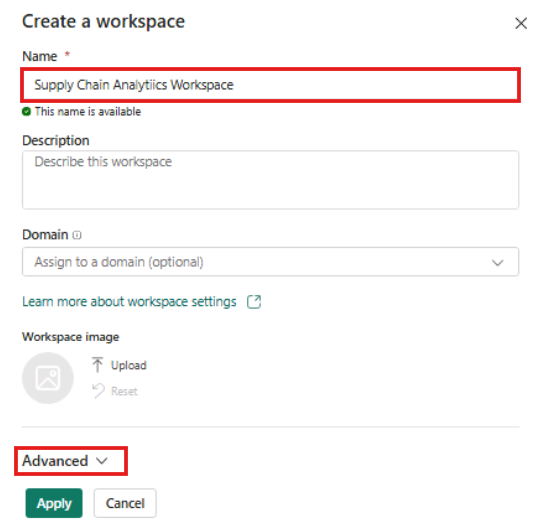 Create a workspace
Name *
Supply Chain Analytiics Workspace
This name is available
Description
Describe this workspace
Domain
Assign to a domain (optional)
Learn more about workspace settings
Workspace image
Upload
Reset
Advanced
Apply Cancel